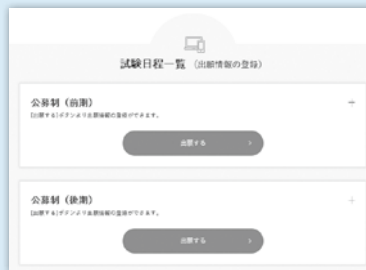 試験日程一覧 （出願情報の登録）
公募制（前期）
[出願する]ボタンより出願情報の登録ができます。
出願する
公募制（後期）
[出願する]ボタンより出願情報の登録ができます。
出願する